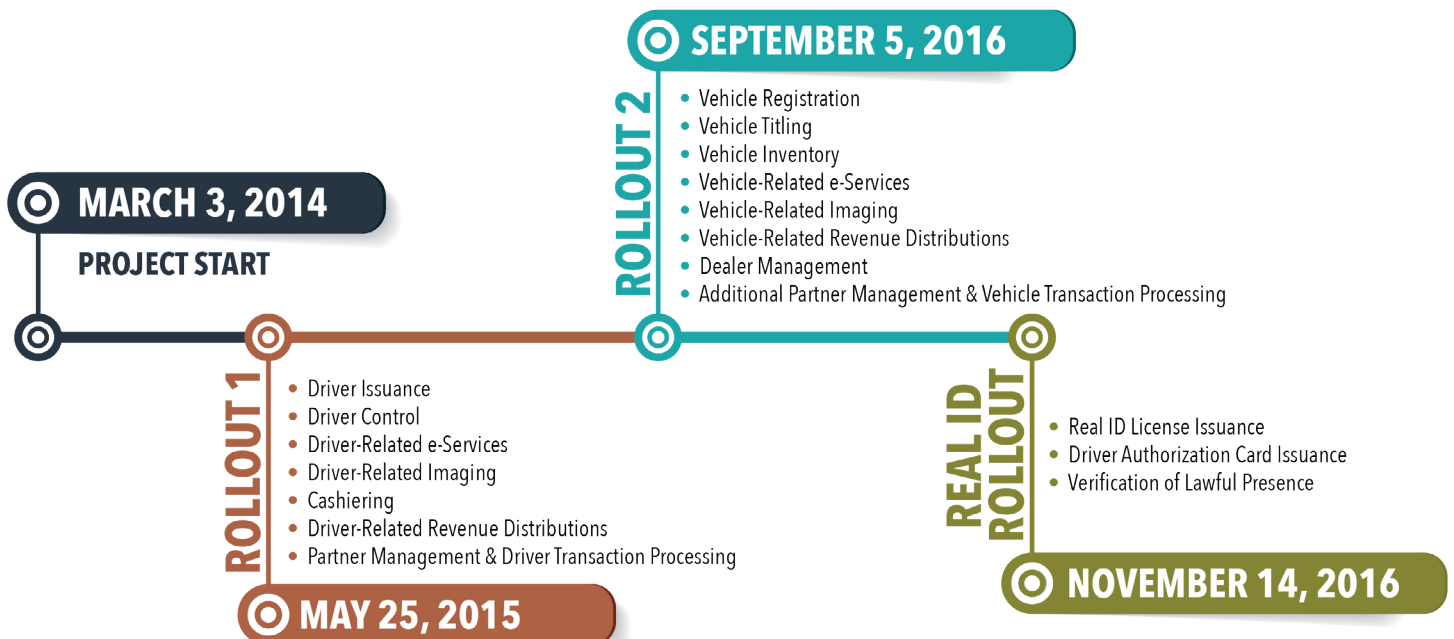 MARCH 3, 2014
PROJECT START
ROLLOUT 1
• Driver Issuance
• Driver Control
• Driver-Related e-Services
• Driver-Related Imaging
• Cashiering
• Driver-Related Revenue Distributions
• Partner Management & Driver Transaction Processing
MAY 25, 2015
SEPTEMBER 5, 2016
ROLLOUT 2
• Vehicle Registration
• Vehicle Titling
• Vehicle Inventory
• Vehicle-Related e-Services
• Vehicle-Related Imaging
• Vehicle-Related Revenue Distributions
• Dealer Management
• Additional Partner Management & Vehicle Transaction Processing
REAL ID
ROLLOUT
• Real ID License Issuance
• Driver Authorization Card Issuance
• Verification of Lawful Presence
NOVEMBER 14, 2016